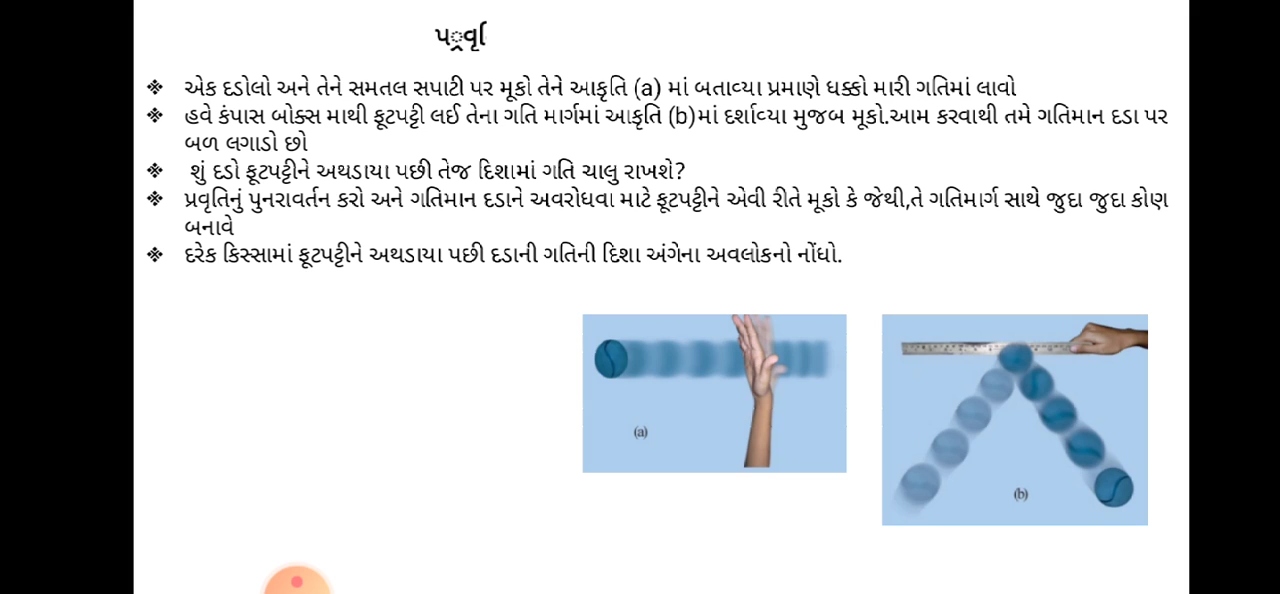 પ્રવૃત્તિ
❖ એક દડોલો અને તેને સમતલ સપાટી પર મૂકો તેને આકૃતિ (a) માં બતાવ્યા પ્રમાણે ધક્કો મારી ગતિમાં લાવો
❖ હવે કંપાસ બોક્સ માથી ફૂટપટ્ટી લઈ તેના ગતિ માર્ગમાં આકૃતિ (b)માં દર્શાવ્યા મુજબ મૂકો.આમ કરવાથી તમે ગતિમાન દડા પર
બળ લગાડો છો
❖ શું દડો ફૂટપટ્ટીને અથડાયા પછી તેજ દિશામાં ગતિ ચાલુ રાખશે?
❖ પ્રવૃતિનું પુનરાવર્તન કરો અને ગતિમાન દડાને અવરોધવા માટે ફૂટપટ્ટીને એવી રીતે મૂકો કે જેથી,તે ગતિમાર્ગ સાથે જુદા જુદા કોણ
બનાવે
❖ દરેક કિસ્સામાં ફૂટપટ્ટીને અથડાયા પછી દડાની ગતિની દિશા અંગેના અવલોકનો નોંધો.
(a)
(b)